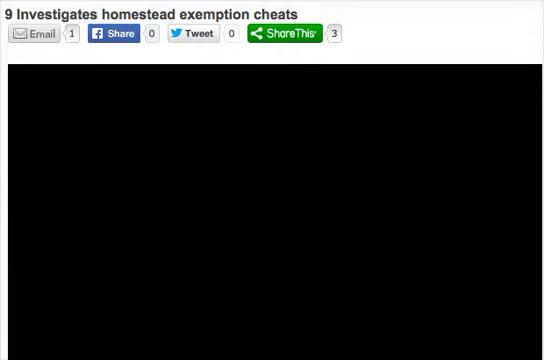 9 Investigates homestead exemption cheats
Email 1 Share 0 Tweet 0 ShareThis 3